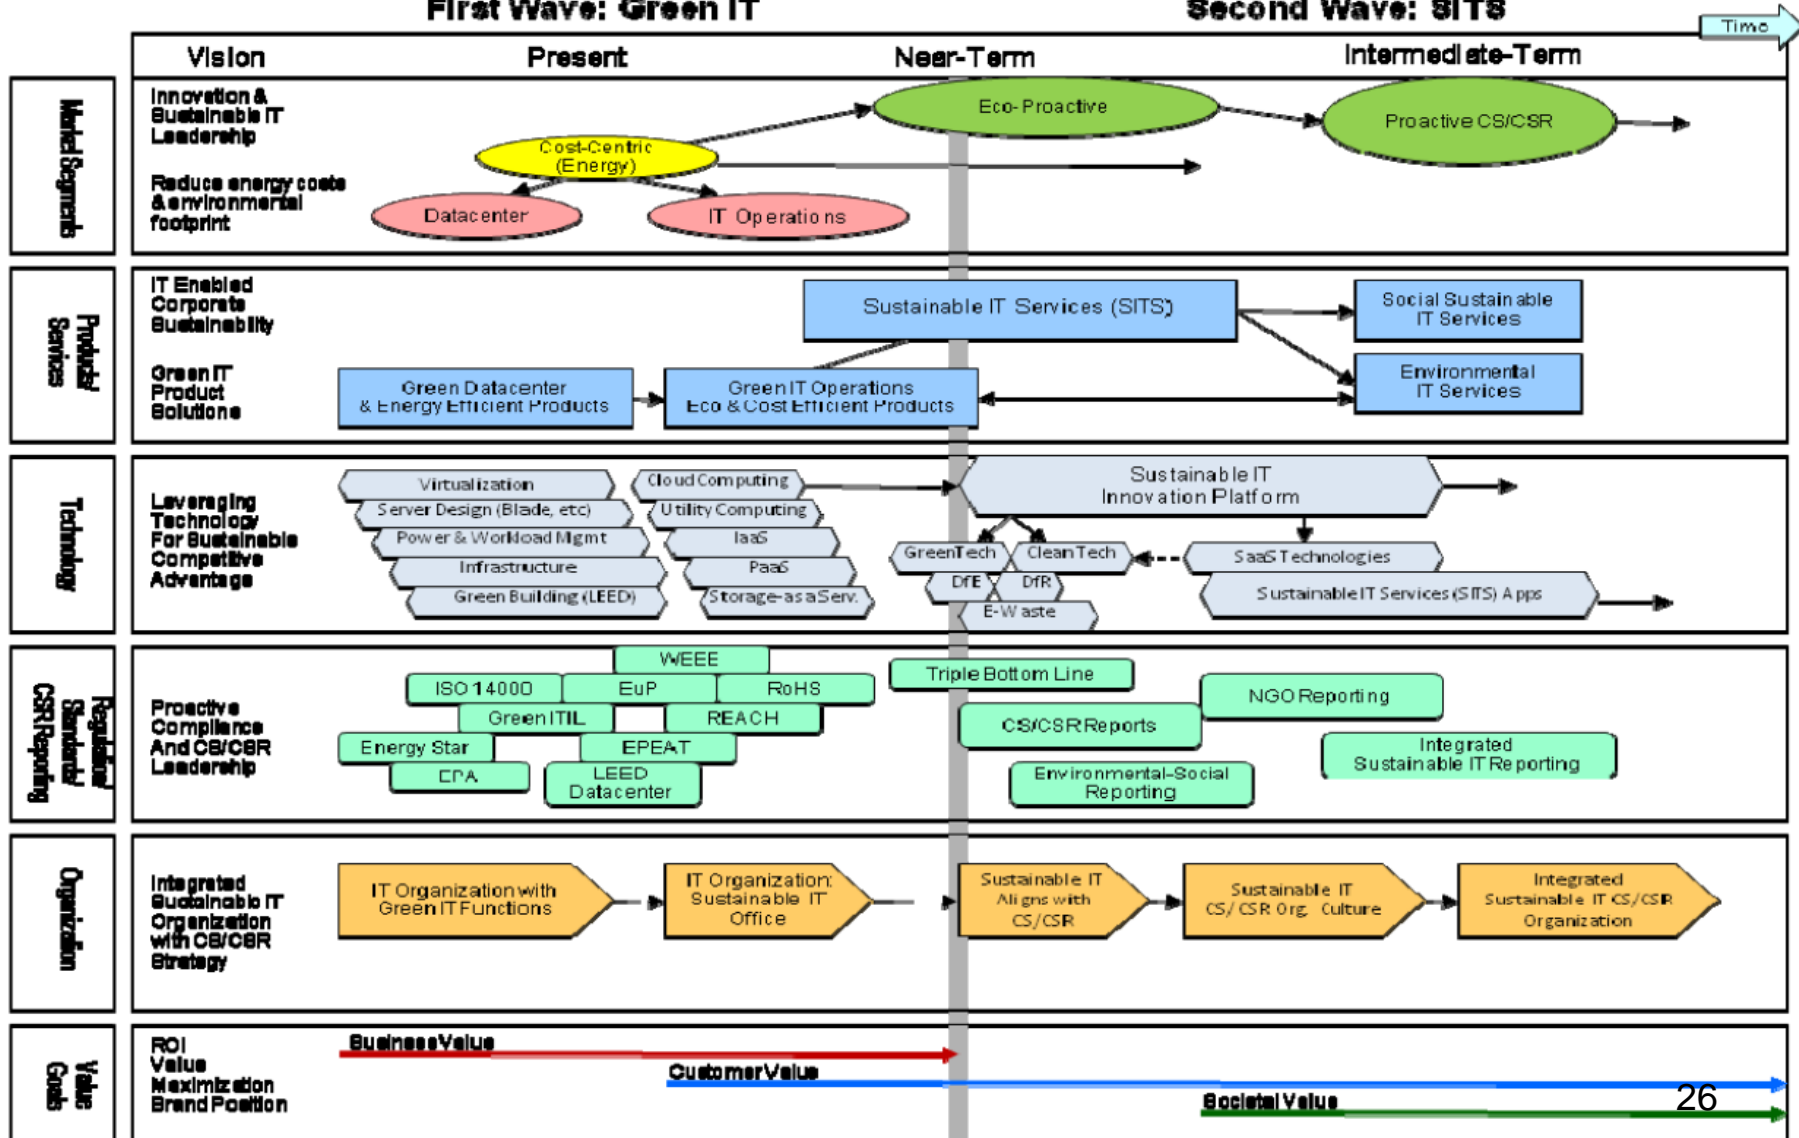 First Wave: Green IT
Second Wave: SITS
Time
Vision
Present
Near-Term
Intermediate-Term
Market Segments
Innovation &
Sustainable IT
Leadership
Reduce energy costs
& environmental
footprint
Cost-Centric
(Energy)
Datacenter
IT Operations
Eco-Proactive
Proactive CS/CSR
Products/
Services
IT Enabled
Corporate
Sustainability
Green IT
Product
Solutions
Sustainable IT Services (SITS)
Social Sustainable
IT Services
Green Datacenter
& Energy Efficient Products
Green IT Operations
Eco & Cost Efficient Products
Environmental
IT Services
Technology
Leveraging
Technology
For Sustainable
Competitive
Advantage
Virtualization
Server Design (Blade, etc)
Power & Workload Mgmt
Infrastructure
Green Building (LEED)
Cloud Computing
Utility Computing
IaaS
PaaS
Storage-as a Serv.
Sustainable IT
Innovation Platform
GreenTech
CleanTech
DfE
DfR
E-Waste
SaaS Technologies
Sustainable IT Services (SITS) Apps
Regulation/
Standards/
CSR Reporting
Proactive
Compliance
And CS/CSR
Leadership
WEEE
ISO 14000
EuP
RoHS
Green ITIL
REACH
Energy Star
EPEAT
EPA
LEED
Datacenter
Triple Bottom Line
CS/CSR Reports
NGO Reporting
Environmental-Social
Reporting
Integrated
Sustainable IT Reporting
Organization
Integrated
Sustainable IT
Organization
with CS/CSR
Strategy
IT Organization with
Green IT Functions
IT Organization:
Sustainable IT
Office
Sustainable IT
Aligns with
CS/CSR
Sustainable IT
CS/CSR Org. Culture
Integrated
Sustainable IT CS/CSR
Organization
Value
Goals
ROI
Value
Maximization
Brand Position
Business Value
Customer Value
Societal Value
26